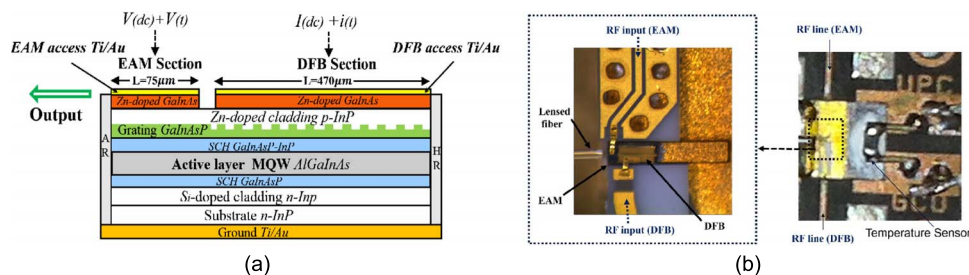 V(dc)+V(t)
I(dc) +i(t)
EAM access Ti/Au
EAM Section
DFB Section
DFB access Ti/Au
L=75µm
L=470µm
Output
Zn-doped GaInAs
Zn-doped GaInAs
Zn-doped cladding p-InP
Grating GaInAsP
SCH GaInAsP-InP
A
R
H
R
Active layer MQW AlGaInAs
SCH GaInAsP
Si-doped cladding n-Inp
Substrate n-InP
Ground Ti/Au
(a)
RF input (EAM)
Lensed
fiber
EAM
RF input (DFB)
DFB
RF line (EAM)
UPC
GCO
RF line (DFB)
Temperature Sensor
(b)